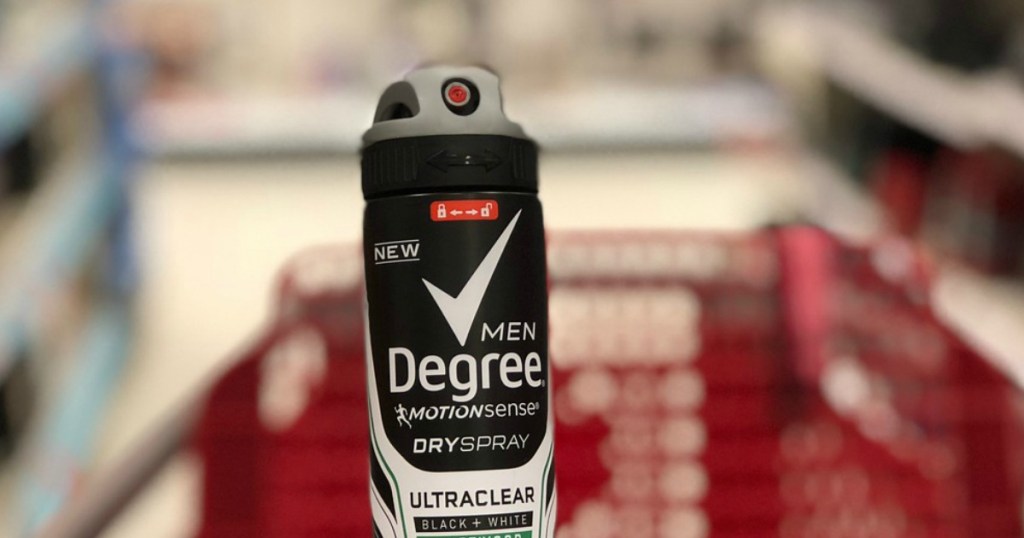 NEW
MEN
Degree®
MOTIONsense®
DRYSPRAY
ULTRACLEAR
BLACK + WHITE